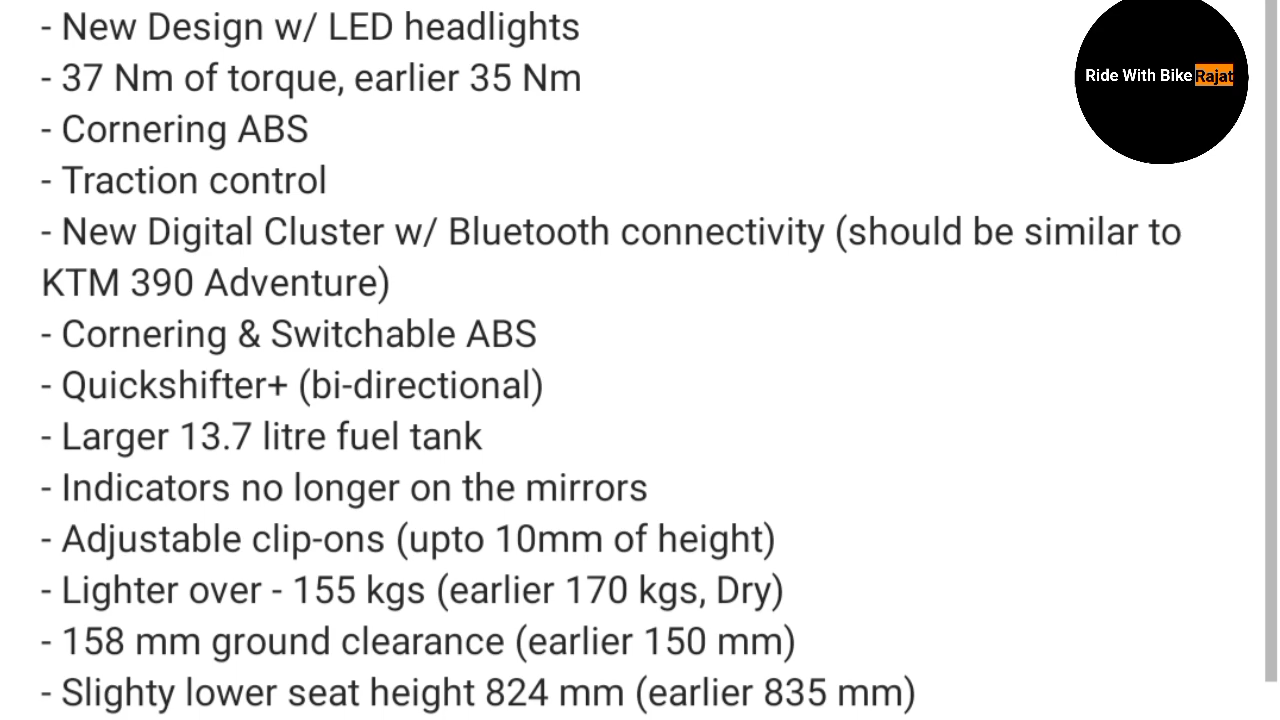 - New Design w/ LED headlights
- 37 Nm of torque, earlier 35 Nm
- Cornering ABS
- Traction control
- New Digital Cluster w/ Bluetooth connectivity (should be similar to
KTM 390 Adventure)
- Cornering & Switchable ABS
- Quickshifter+ (bi-directional)
- Larger 13.7 litre fuel tank
- Indicators no longer on the mirrors
- Adjustable clip-ons (upto 10mm of height)
- Lighter over - 155 kgs (earlier 170 kgs, Dry)
- 158 mm ground clearance (earlier 150 mm)
- Slighty lower seat height 824 mm (earlier 835 mm)
Ride With Bike Rajat